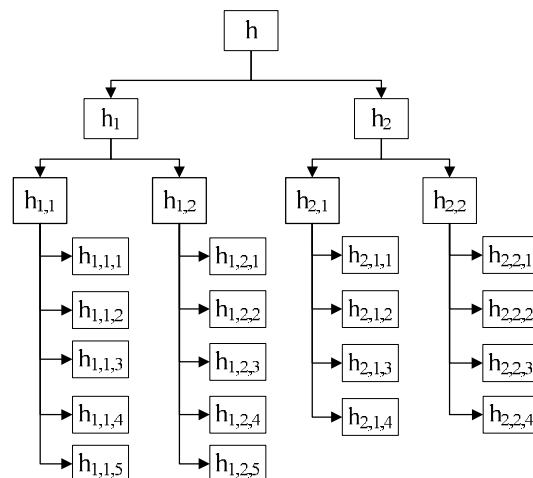 h
h₁ h₂
h₁,₁ h₁,₂ h₂,₁ h₂,₂
h₁,₁,₁ h₁,₂,₁ h₂,₁,₁ h₂,₂,₁
h₁,₁,₂ h₁,₂,₂ h₂,₁,₂ h₂,₂,₂
h₁,₁,₃ h₁,₂,₃ h₂,₁,₃ h₂,₂,₃
h₁,₁,₄ h₁,₂,₄ h₂,₁,₄ h₂,₂,₄
h₁,₁,₅ h₁,₂,₅